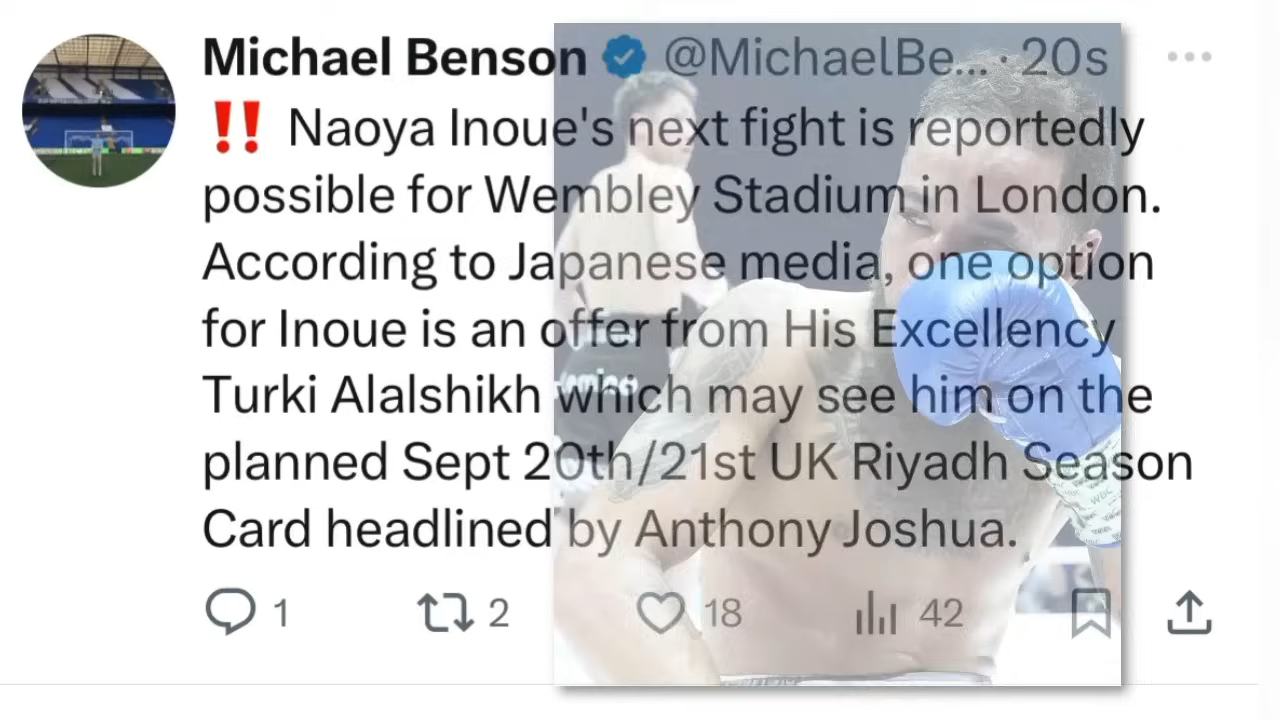 Michael Benson @MichaelBe... · 20s
‼️ Naoya Inoue's next fight is reportedly
possible for Wembley Stadium in London.
According to Japanese media, one option
for Inoue is an offer from His Excellency
Turki Alalshikh which may see him on the
planned Sept 20th/21st UK Riyadh Season
Card headlined by Anthony Joshua.
1 2 18 42
WBC